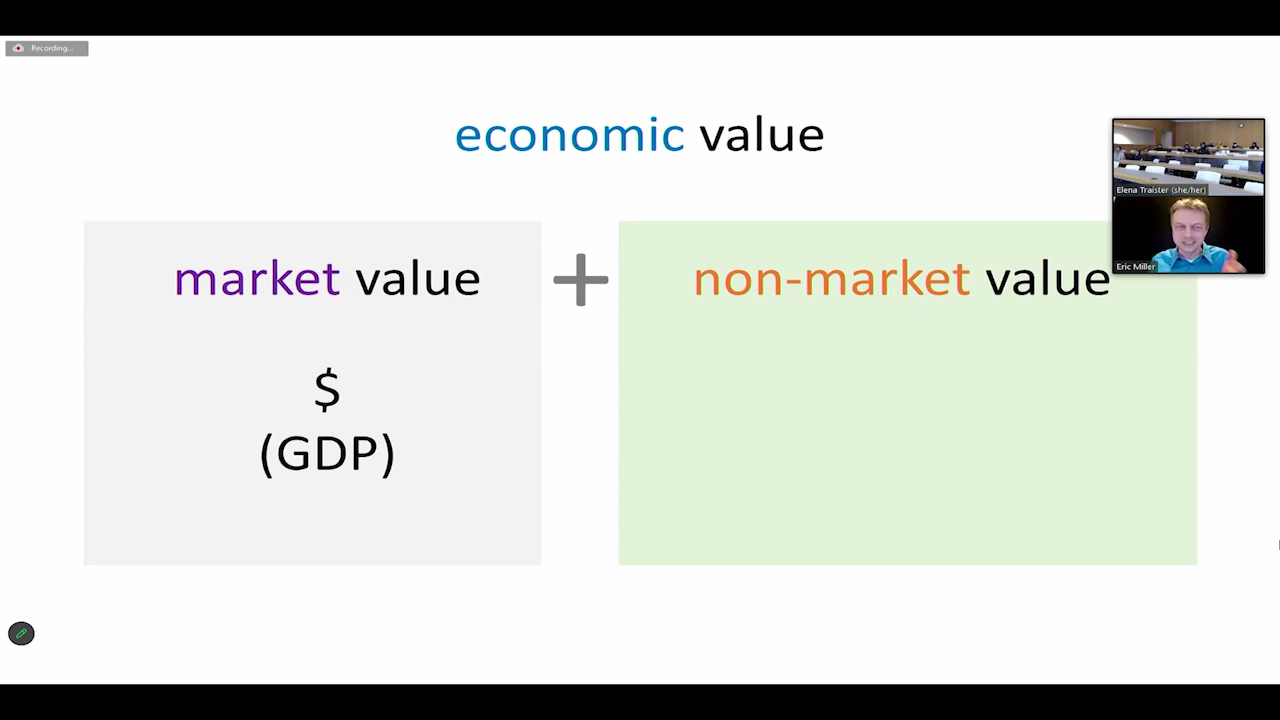 Recording...
economic value
market value
+
non-market value
$
(GDP)
Elena Traister (she/her)
Eric Miller